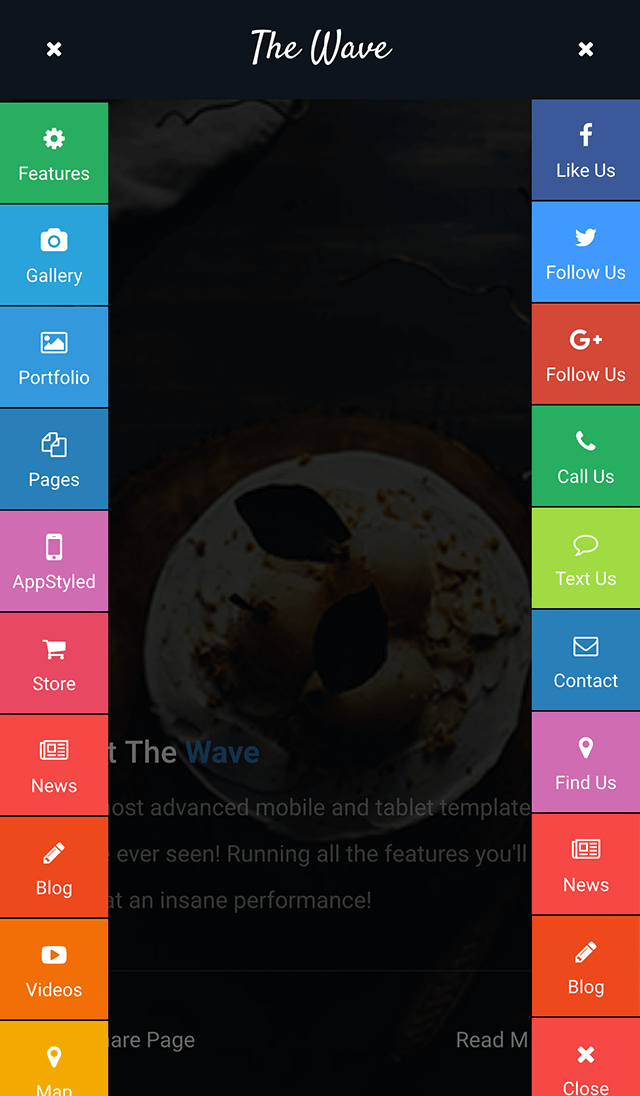 The Wave
Features
Gallery
Portfolio
Pages
AppStyled
Store
News
Blog
Videos
Map
t The Wave
most advanced mobile and tablet template
ever seen! Running all the features you'll
at an insane performance!
are Page
Read M
Like Us
Follow Us
G+
Follow Us
Call Us
Text Us
Contact
Find Us
News
Blog
Close